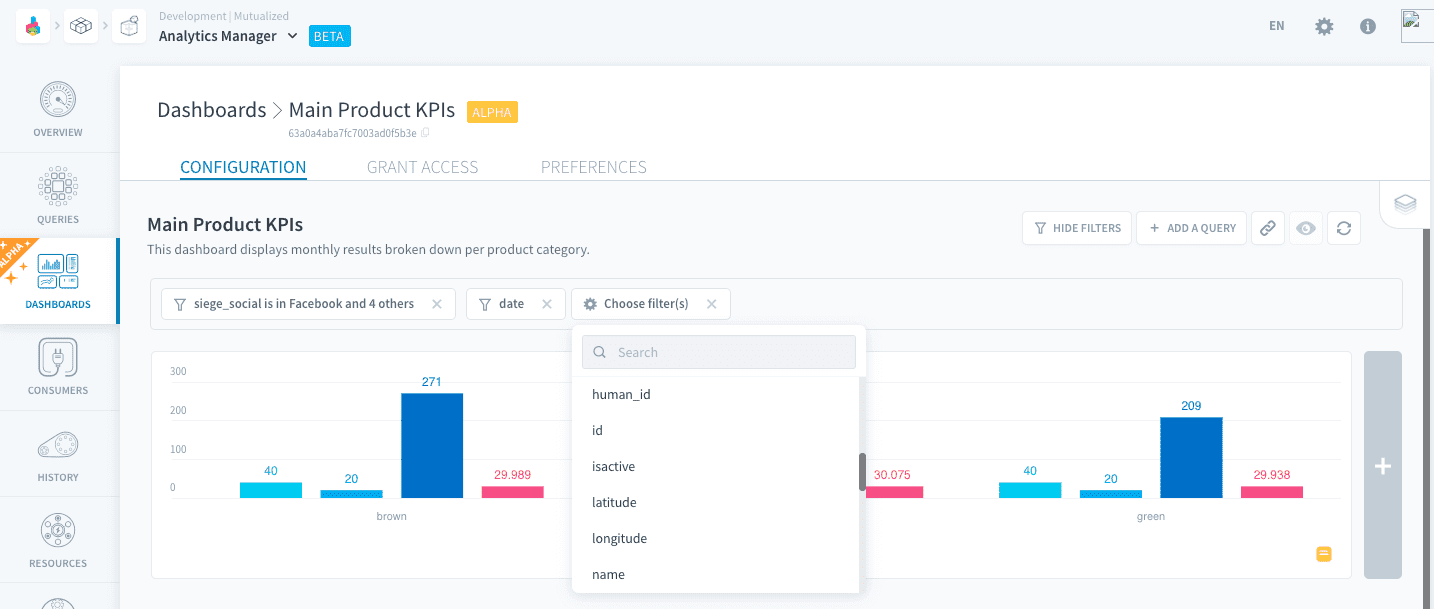 Development | Mutualized
Analytics Manager BETA
EN
OVERVIEW
QUERIES
ALPHA
DASHBOARDS
CONSUMERS
HISTORY
RESOURCES
Dashboards > Main Product KPIs ALPHA
63a0a4aba7fc7003ad0f5b3e
CONFIGURATION GRANT ACCESS PREFERENCES
Main Product KPIs
This dashboard displays monthly results broken down per product category.
HIDE FILTERS + ADD A QUERY
siege_social is in Facebook and 4 others × date × Choose filter(s) ×
Search
human_id
id
isactive
latitude
longitude
name
300
200
100
0
40 20 271 29.989
brown
30.075
40 20 209 29.938
green
+